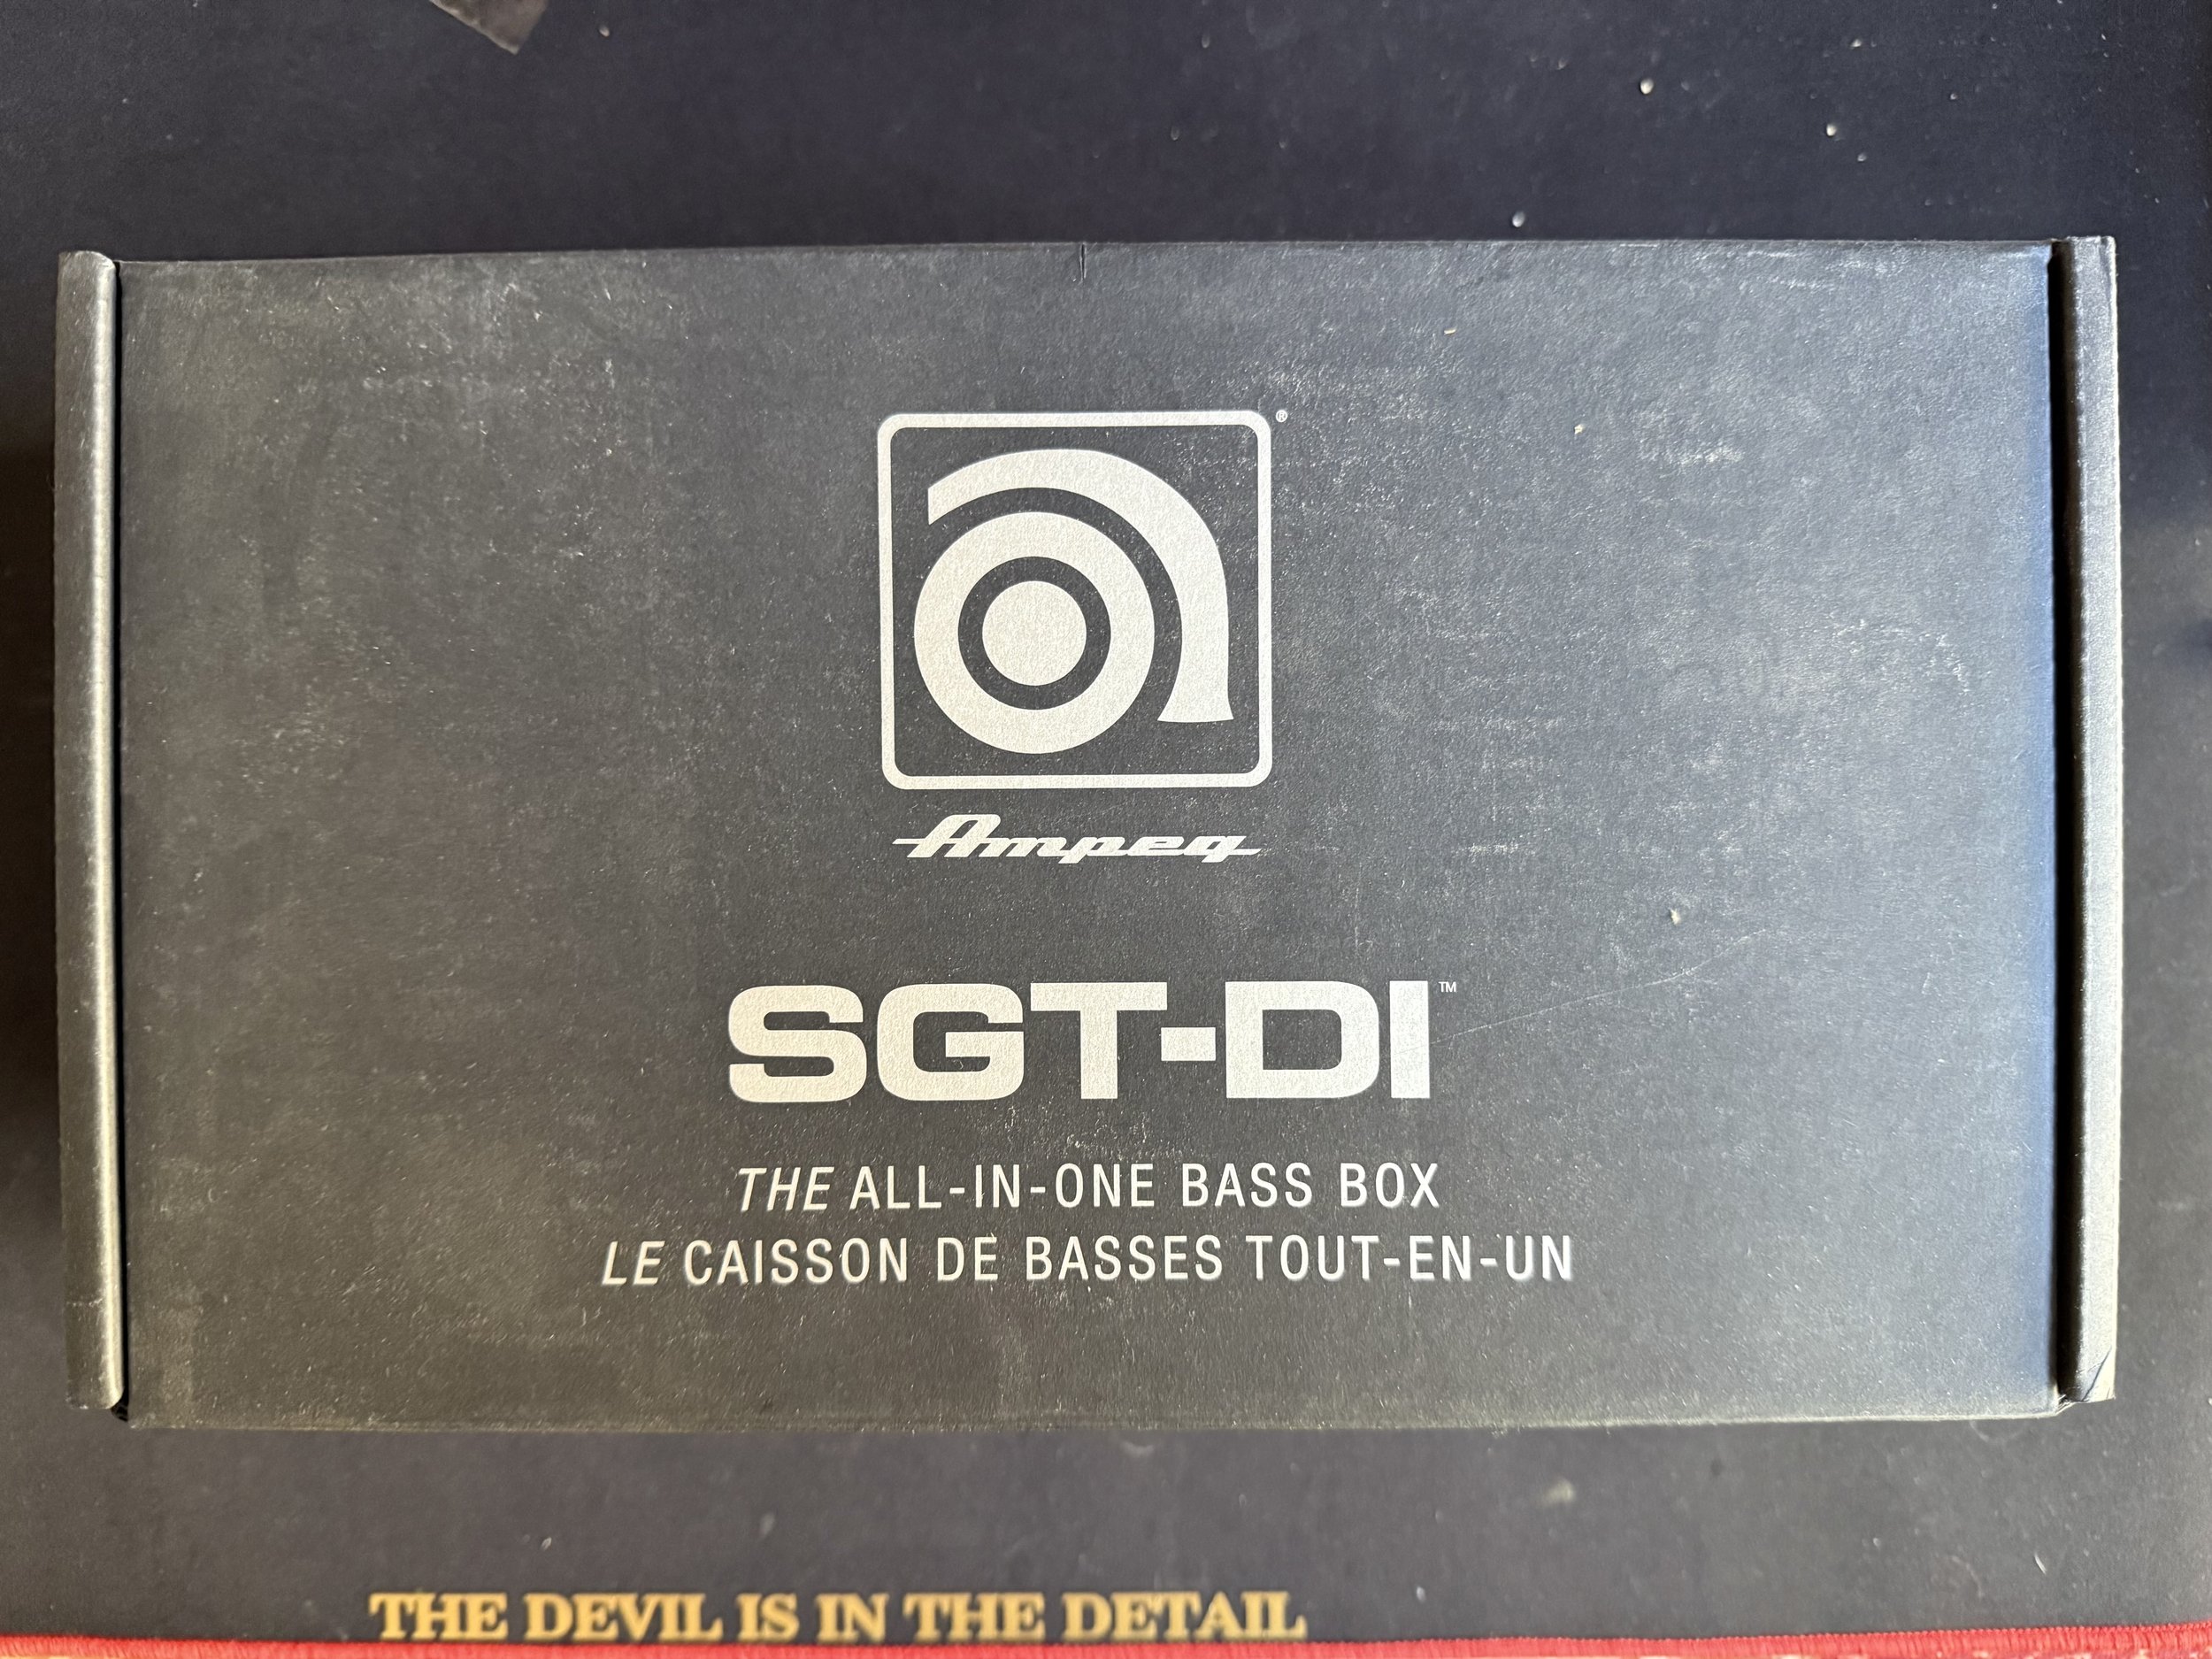 ®
Ampeg
SGT-DI™
THE ALL-IN-ONE BASS BOX
LE CAISSON DE BASSES TOUT-EN-UN
THE DEVIL IS IN THE DETAIL